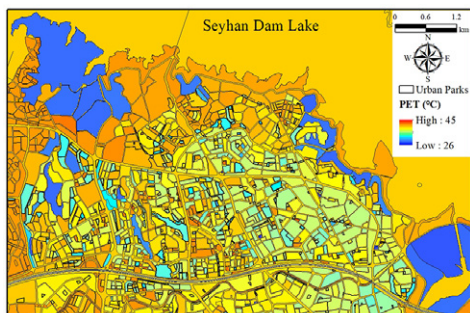 Seyhan Dam Lake
0 0.6 1.2
km
N
W E
S
Urban Parks
PET (°C)
High : 45
Low : 26